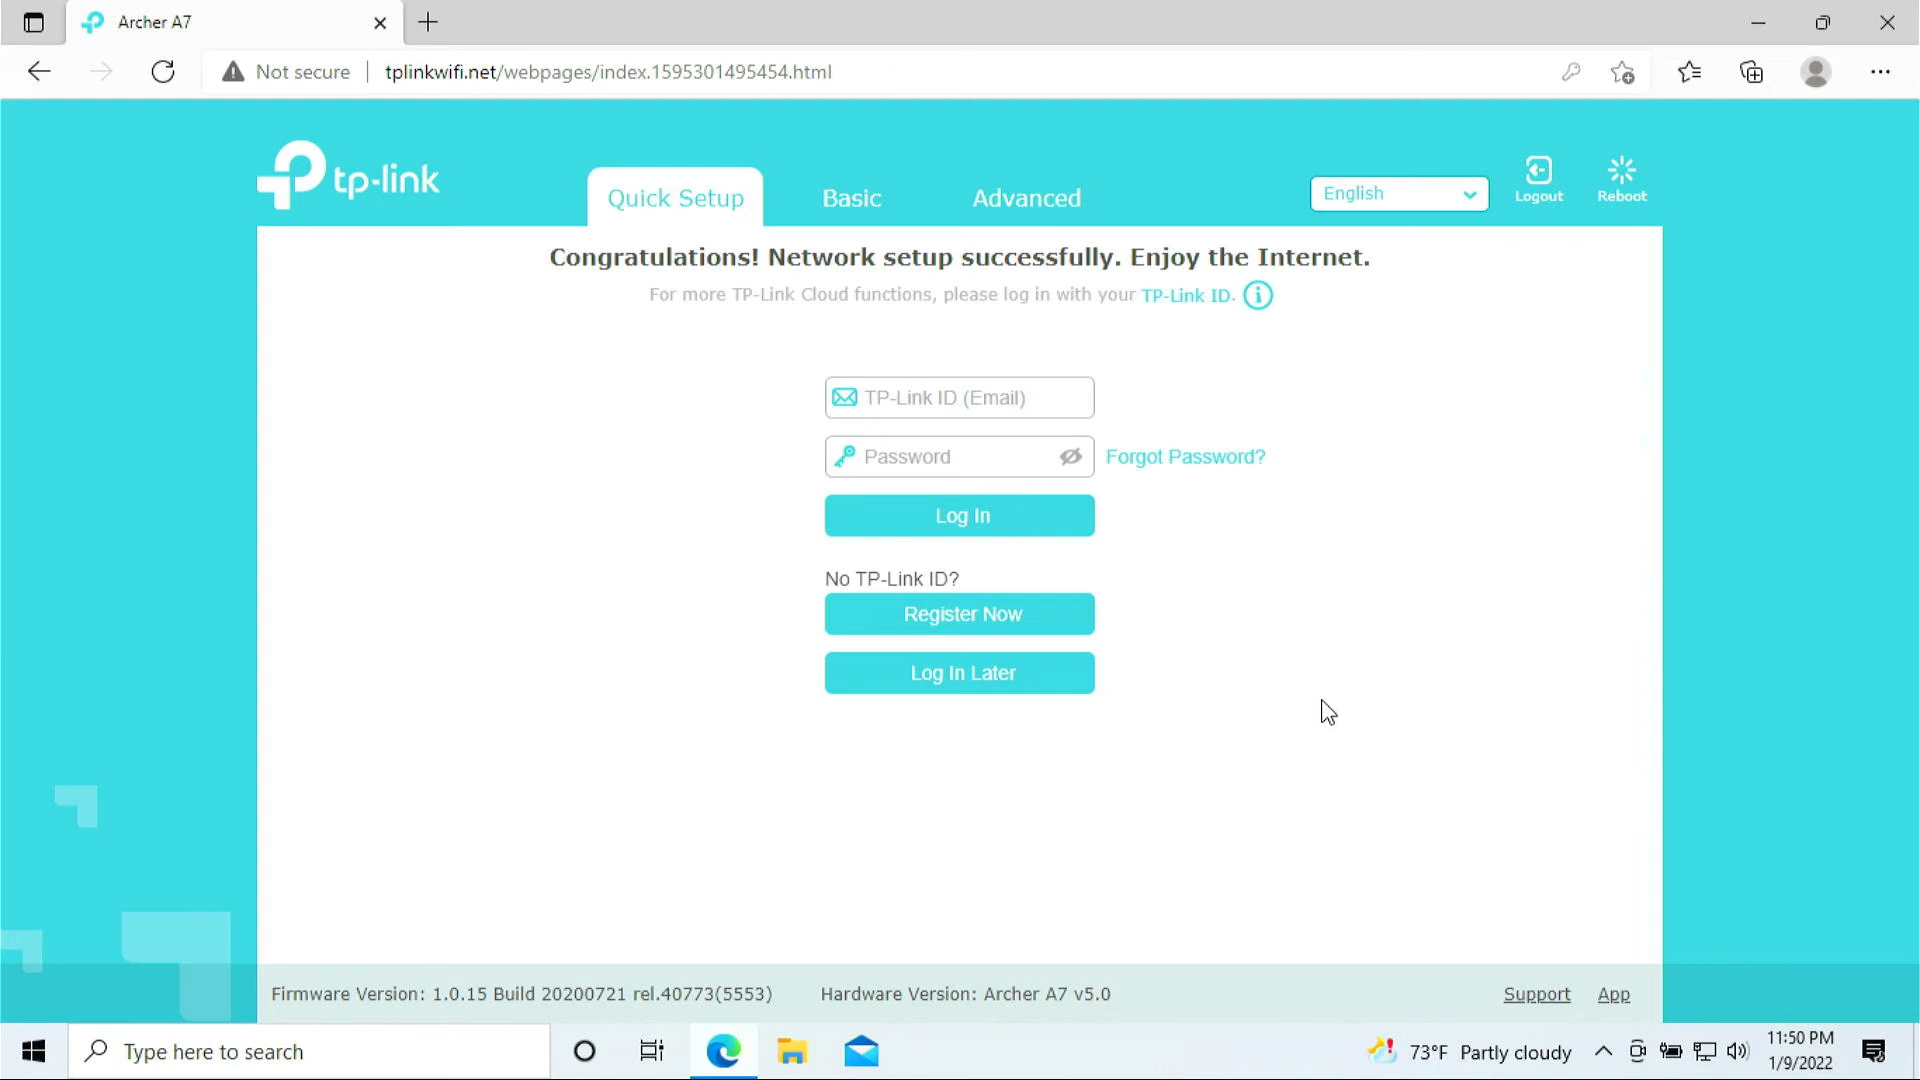 Archer A7
Not secure
tplinkwifi.net/webpages/index.1595301495454.html
tp-link
Quick Setup
Basic
Advanced
English
Logout
Reboot
Congratulations! Network setup successfully. Enjoy the Internet.
For more TP-Link Cloud functions, please log in with your TP-Link ID.
TP-Link ID (Email)
Password
Forgot Password?
Log In
No TP-Link ID?
Register Now
Log In Later
Firmware Version: 1.0.15 Build 20200721 rel.40773(5553)
Hardware Version: Archer A7 v5.0
Support
App
Type here to search
73°F Partly cloudy
11:50 PM
1/9/2022